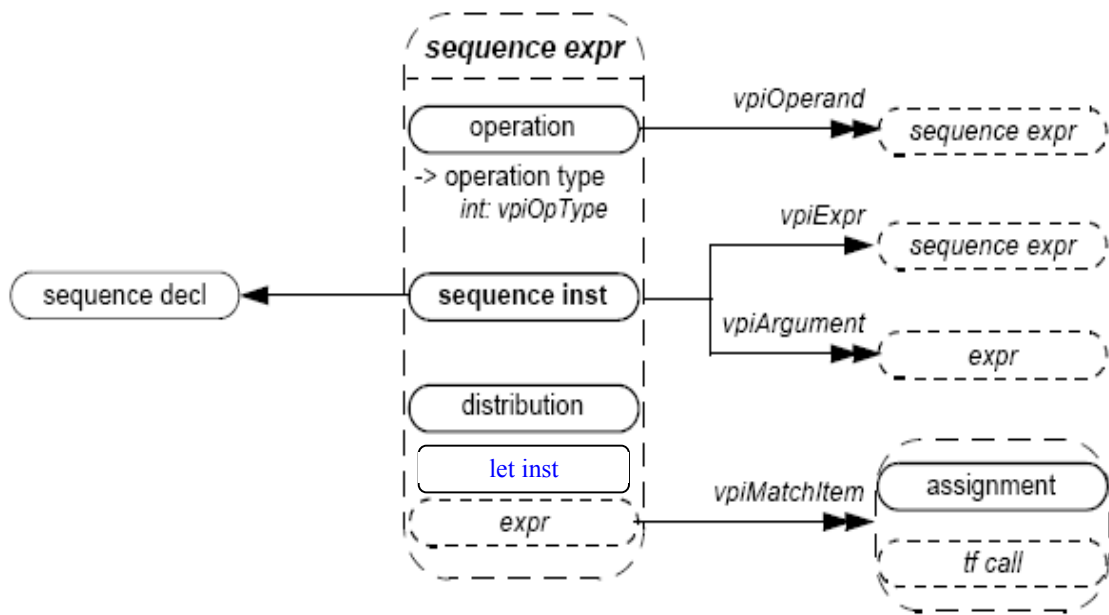 sequence expr
operation
-> operation type
int: vpiOpType
vpiOperand
sequence expr
sequence decl
sequence inst
vpiExpr
sequence expr
vpiArgument
expr
distribution
let inst
expr
vpiMatchItem
assignment
tf call